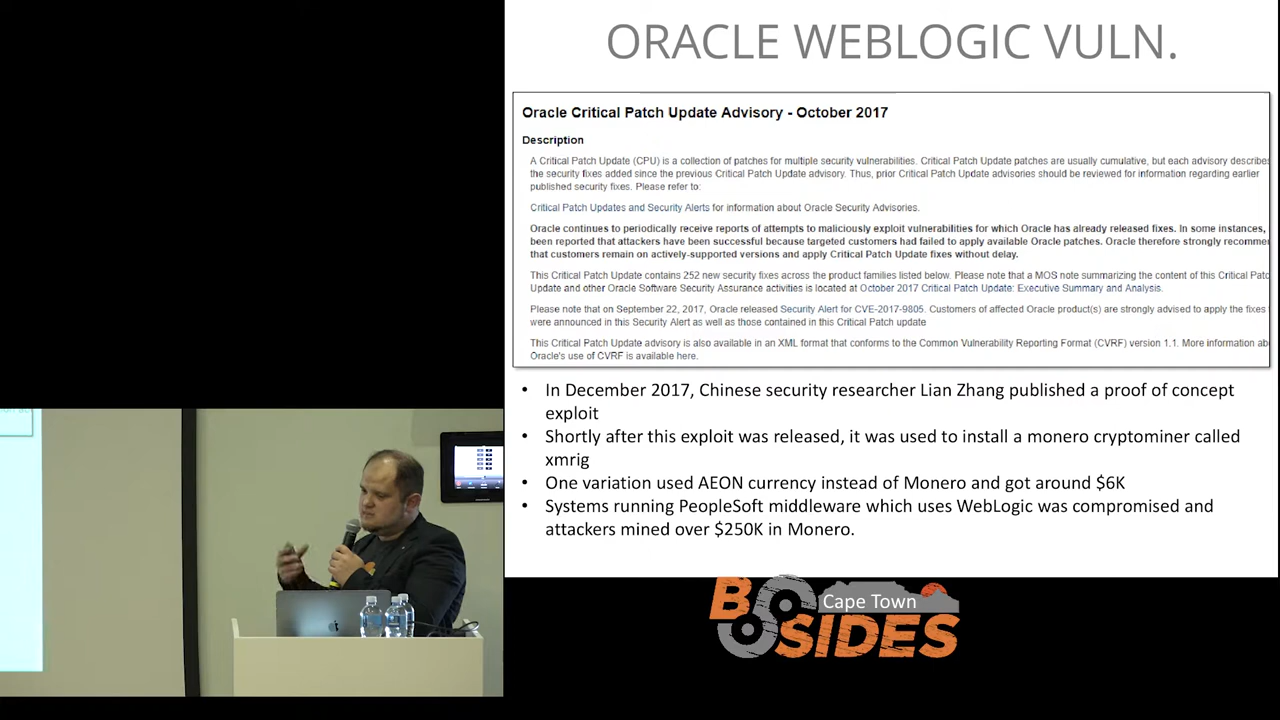 ORACLE WEBLOGIC VULN.
Oracle Critical Patch Update Advisory - October 2017
Description
A Critical Patch Update (CPU) is a collection of patches for multiple security vulnerabilities. Critical Patch Update patches are usually cumulative, but each advisory describes
the security fixes added since the previous Critical Patch Update advisory. Thus, prior Critical Patch Update advisories should be reviewed for information regarding earlier
published security fixes. Please refer to:
Critical Patch Updates and Security Alerts for information about Oracle Security Advisories.
Oracle continues to periodically receive reports of attempts to maliciously exploit vulnerabilities for which Oracle has already released fixes. In some instances,
been reported that attackers have been successful because targeted customers had failed to apply available Oracle patches. Oracle therefore strongly recommen
that customers remain on actively-supported versions and apply Critical Patch Update fixes without delay.
This Critical Patch Update contains 252 new security fixes across the product families listed below. Please note that a MOS note summarizing the content of this Critical Patc
Update and other Oracle Software Security Assurance activities is located at October 2017 Critical Patch Update: Executive Summary and Analysis.
Please note that on September 22, 2017, Oracle released Security Alert for CVE-2017-9805. Customers of affected Oracle product(s) are strongly advised to apply the fixes
were announced in this Security Alert as well as those contained in this Critical Patch update
This Critical Patch Update advisory is also available in an XML format that conforms to the Common Vulnerability Reporting Format (CVRF) version 1.1. More information ab
Oracle's use of CVRF is available here.
• In December 2017, Chinese security researcher Lian Zhang published a proof of concept
exploit
• Shortly after this exploit was released, it was used to install a monero cryptominer called
xmrig
• One variation used AEON currency instead of Monero and got around $6K
• Systems running PeopleSoft middleware which uses WebLogic was compromised and
attackers mined over $250K in Monero.
B SIDES
Cape Town